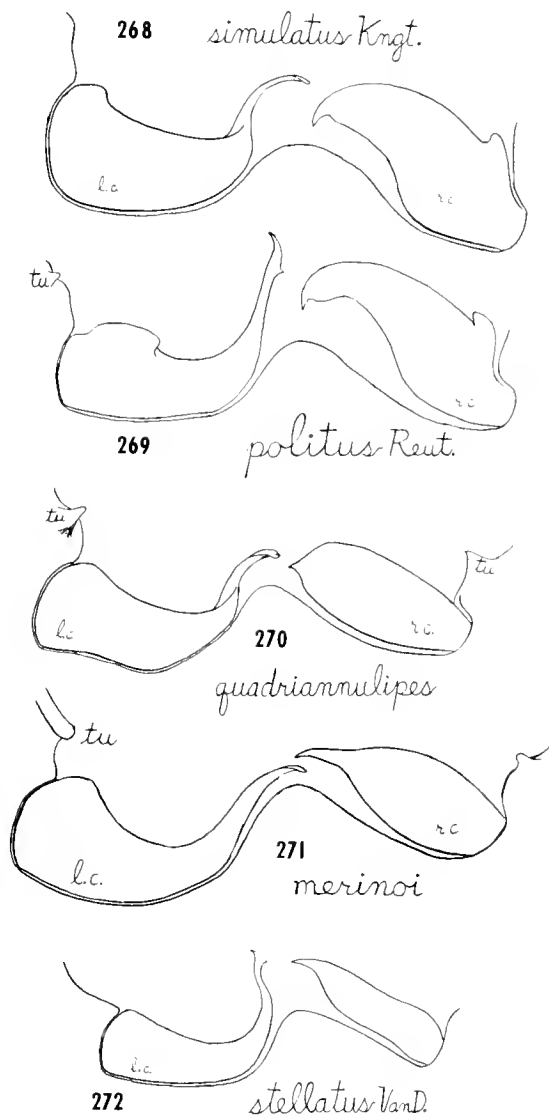 268 simulatus Kngt.
l.c. r.c.
tu
l.c. r.c.
269 politus Reut.
tu tu
l.c. r.c.
270
quadriannulipes
tu
l.c. r.c
271
merinoi
l.c.
272 stellatus VanD.